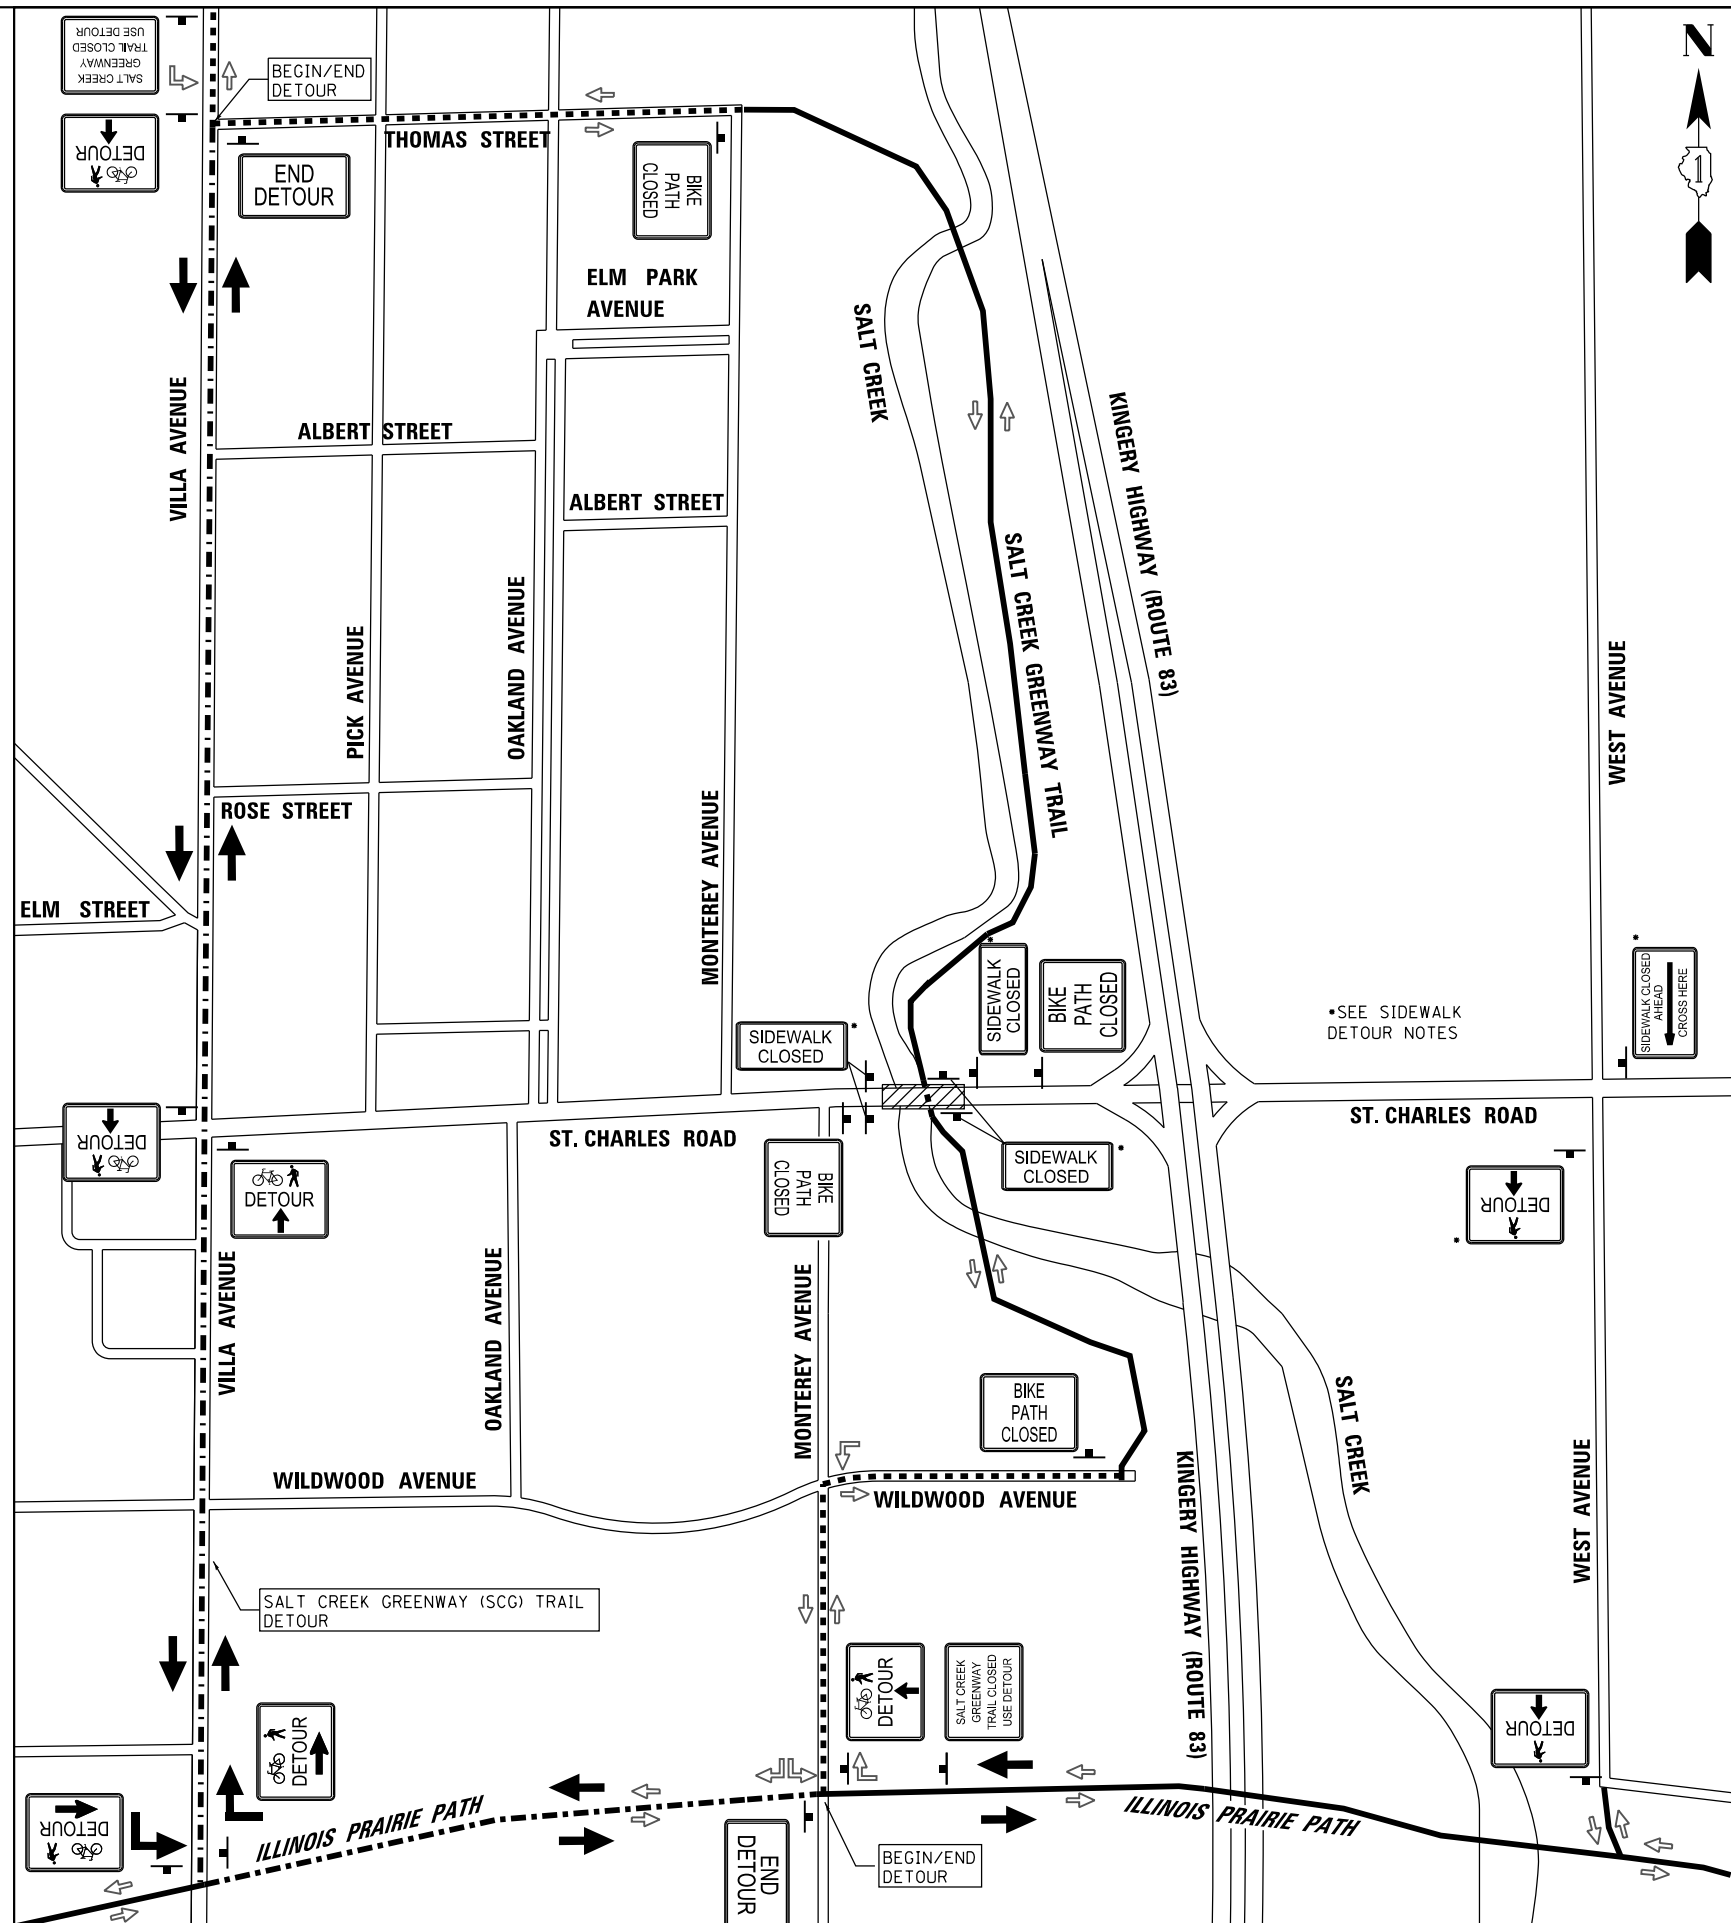 SALT CREEK
GREENWAY
TRAIL CLOSED
USE DETOUR
BEGIN/END
DETOUR
N
1
DETOUR
THOMAS STREET
END
DETOUR
BIKE
PATH
CLOSED
ELM PARK
AVENUE
SALT CREEK
VILLA AVENUE
KINGERY HIGHWAY (ROUTE 83)
ALBERT STREET
ALBERT STREET
SALT CREEK GREENWAY TRAIL
PICK AVENUE
OAKLAND AVENUE
WEST AVENUE
ROSE STREET
MONTEREY AVENUE
ELM STREET
*
SIDEWALK
CLOSED
BIKE
PATH
CLOSED
*
SIDEWALK CLOSED
AHEAD
CROSS HERE
*SEE SIDEWALK
DETOUR NOTES
SIDEWALK
CLOSED
*
ST. CHARLES ROAD
ST. CHARLES ROAD
DETOUR
DETOUR
BIKE
PATH
CLOSED
SIDEWALK
CLOSED
*
DETOUR
*
VILLA AVENUE
OAKLAND AVENUE
MONTEREY AVENUE
BIKE
PATH
CLOSED
SALT CREEK
WILDWOOD AVENUE
WILDWOOD AVENUE
KINGERY HIGHWAY (ROUTE 83)
WEST AVENUE
SALT CREEK GREENWAY (SCG) TRAIL
DETOUR
DETOUR
SALT CREEK
GREENWAY
TRAIL CLOSED
USE DETOUR
DETOUR
DETOUR
DETOUR
ILLINOIS PRAIRIE PATH
ILLINOIS PRAIRIE PATH
END
DETOUR
BEGIN/END
DETOUR